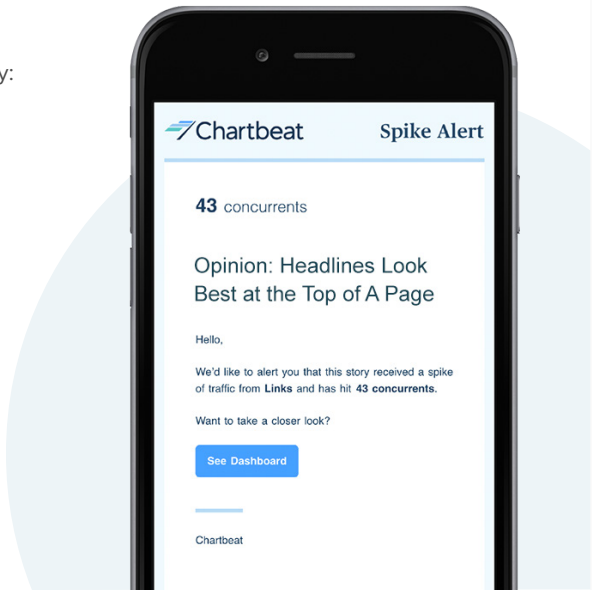 y:
Chartbeat Spike Alert
43 concurrents
Opinion: Headlines Look
Best at the Top of A Page
Hello,
We'd like to alert you that this story received a spike
of traffic from Links and has hit 43 concurrents.
Want to take a closer look?
See Dashboard
Chartbeat